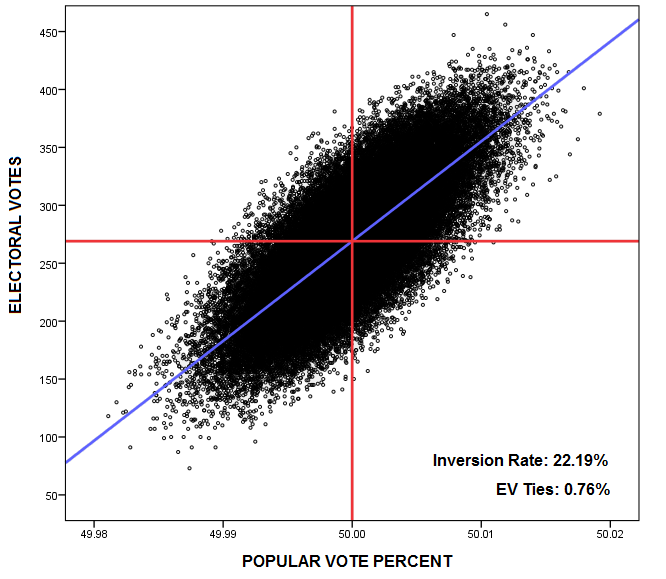 ELECTORAL VOTES
450
400
350
300
250
200
150
100
50
Inversion Rate: 22.19%
EV Ties: 0.76%
49.98 49.99 50.00 50.01 50.02
POPULAR VOTE PERCENT